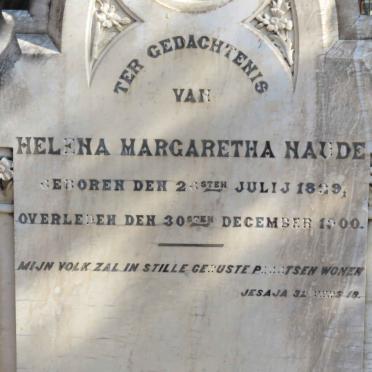 TER GEDACHTENIS
VAN
HELENA MARGARETHA NAUDE
GEBOREN DEN STEN JULIJ
OVERLEDEN DEN 30STEN DECEMBER 1900.
MIJN VOLK ZAL IN STILLE GERUSTE PLAATSEN WONEN
JESAJA VERS 18.